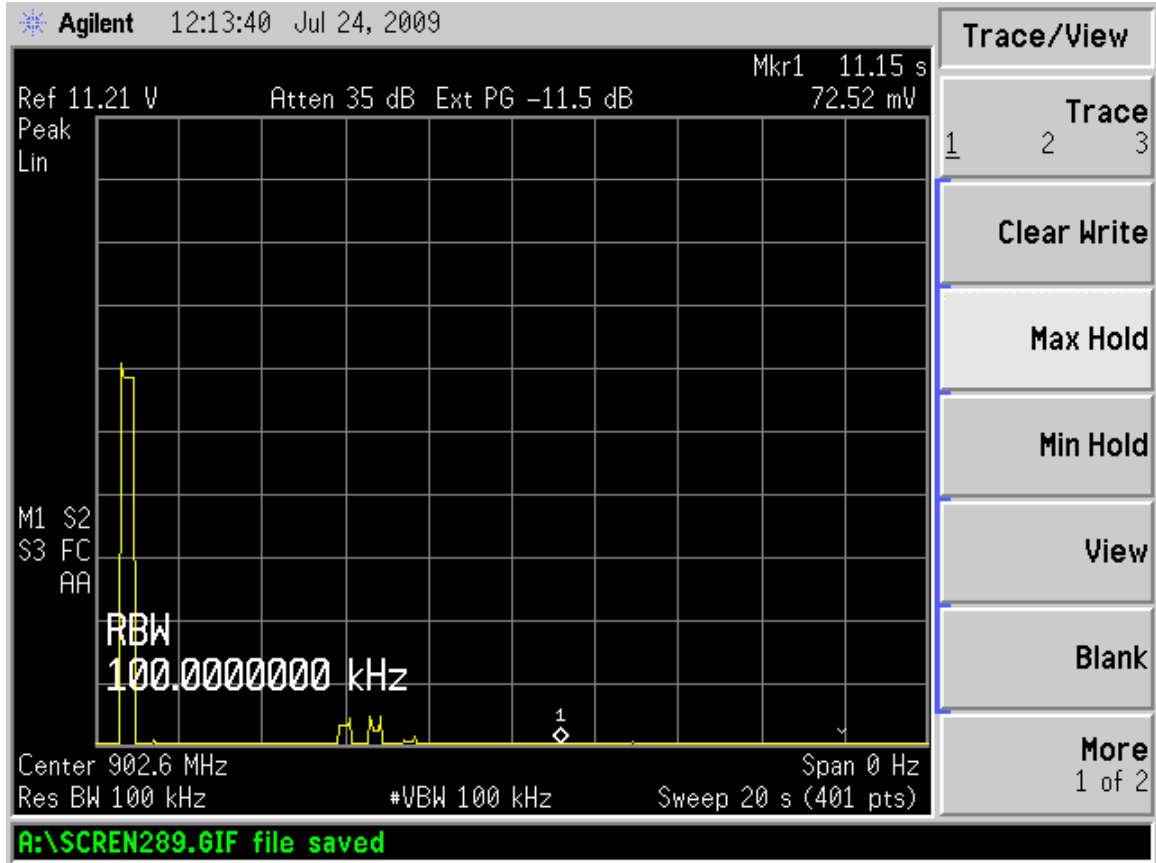 Agilent 12:13:40 Jul 24, 2009
Trace/View
Mkr1 11.15 s
Ref 11.21 V Atten 35 dB Ext PG -11.5 dB 72.52 mV
Peak
Lin
M1 S2
S3 FC
AA
RBW
100.0000000 kHz
1
Center 902.6 MHz Span 0 Hz
Res BW 100 kHz #VBW 100 kHz Sweep 20 s (401 pts)
A:\SCREN289.GIF file saved
Trace
1 2 3
Clear Write
Max Hold
Min Hold
View
Blank
More
1 of 2